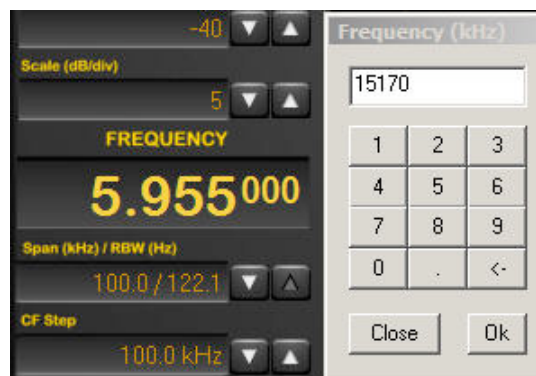 -40
Scale (dB/div)
5
FREQUENCY
5.955000
Span (kHz) / RBW (Hz)
100.0 / 122.1
CF Step
100.0 kHz
Frequency (kHz)
15170
1 2 3
4 5 6
7 8 9
0 . <-
Close Ok